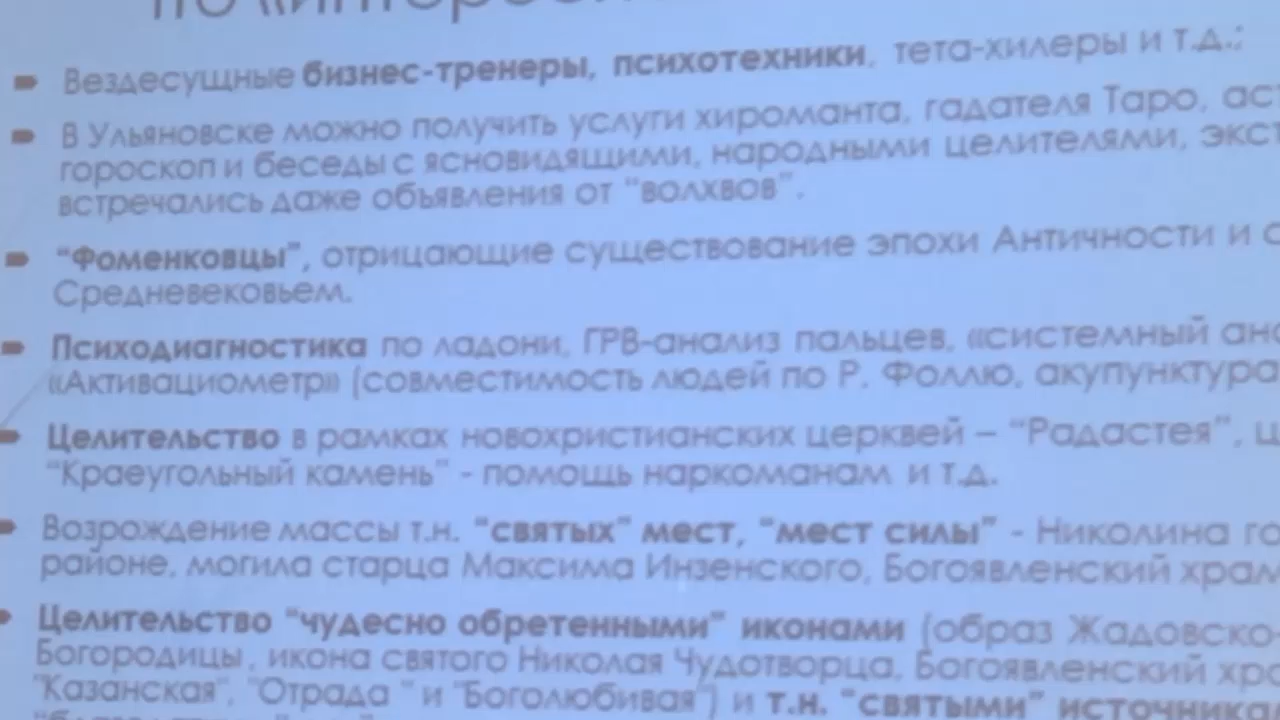 Вездесущные бизнес-тренеры, психотехники, тета-хилеры и т.д.;
В Ульяновске можно получить услуги хироманта, гадателя Таро,
гороскоп и беседы с ясновидящими, народными целителями,
встречались даже объявления от “волхвов”.
“Фоменковцы”, отрицающие существование эпохи Античности и
Средневековьем.
Психодиагностика по ладони, ГРВ-анализ пальцев, «системный
«Активациометр» (совместимость людей по Р. Фоллю, акупунктура
Целительство в рамках новохристианских церквей – “Радастея”,
“Краеугольный камень” - помощь наркоманам и т.д.
Возрождение массы т.н. “святых” мест, “мест силы” - Николина
районе, могила старца Максима Инзенского, Богоявленский храм
Целительство “чудесно обретенными” иконами (образ Жадовско
Богородицы, икона святого Николая Чудотворца, Богоявленский
"Казанская", "Отрада " и "Боголюбивая") и т.н. “святыми” источника